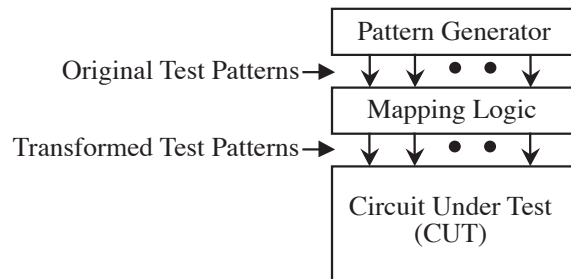 Pattern Generator
Original Test Patterns
Mapping Logic
Transformed Test Patterns
Circuit Under Test
(CUT)